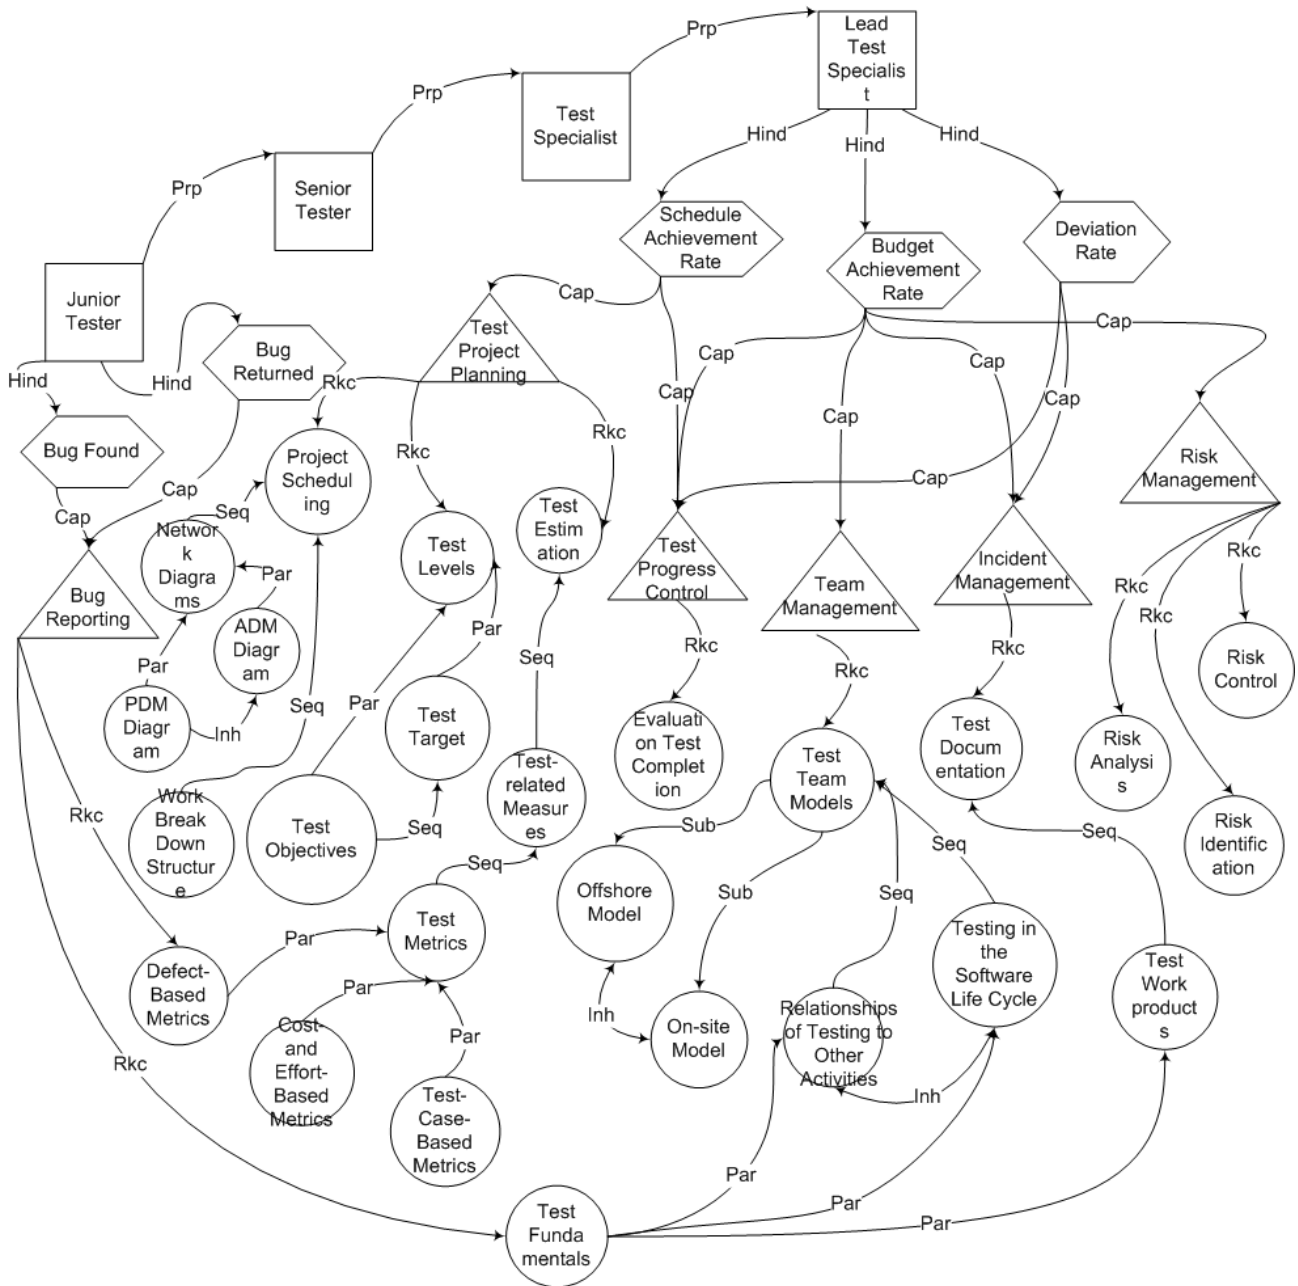 Lead
Test
Specialis
t
Prp
Prp
Test
Specialist
Hind
Hind
Hind
Prp
Senior
Tester
Schedule
Achievement
Rate
Budget
Achievement
Rate
Deviation
Rate
Junior
Tester
Cap
Cap
Test
Project
Planning
Bug
Returned
Hind
Hind
Rkc
Cap
Cap
Cap
Cap
Cap
Bug Found
Rkc
Rkc
Project
Schedul
ing
Risk
Management
Cap
Cap
Cap
Seq
Test
Estim
ation
Networ
k
Diagra
ms
Test
Levels
Test
Progress
Control
Team
Management
Incident
Management
Rkc
Rkc
Rkc
Bug
Reporting
Par
ADM
Diagr
am
Par
Par
Seq
Rkc
Rkc
Rkc
Risk
Control
PDM
Diagr
am
Inh
Seq
Par
Test
Target
Evaluati
on Test
Complet
ion
Test
Team
Models
Test
Docum
entation
Risk
Analysi
s
Test-
related
Measur
es
Rkc
Work
Break
Down
Structur
e
Test
Objectives
Seq
Sub
Seq
Seq
Risk
Identific
ation
Seq
Offshore
Model
Sub
Seq
Test
Metrics
Par
Testing in
the
Software
Life Cycle
Defect-
Based
Metrics
Par
Test
Work
product
s
Inh
On-site
Model
Relationships
of Testing to
Other
Activities
Cost-
and
Effort-
Based
Metrics
Par
Rkc
Test-
Case-
Based
Metrics
Inh
Par
Par
Par
Test
Funda
mentals